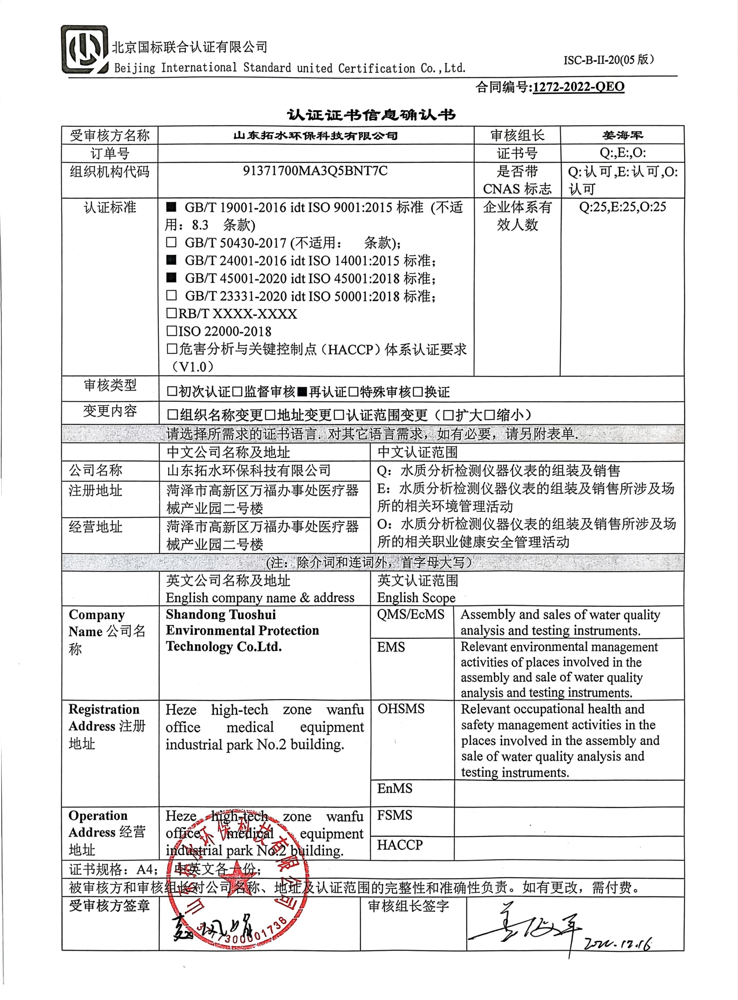 北京国标联合认证有限公司
Beijing International Standard united Certification Co.,Ltd.
ISC-B-II-20(05 版)
合同编号:1272-2022-QEO
认证证书信息确认书
受审核方名称 山东拓水环保科技有限公司 审核组长 姜海军
订单号 证书号 Q:,E:,O:
组织机构代码 91371700MA3Q5BNT7C 是否带 Q:认可,E:认可,O:
CNAS 标志 认可
认证标准 ■ GB/T 19001-2016 idt ISO 9001:2015 标准 (不适 企业体系有 Q:25,E:25,O:25
用：8.3 条款) 效人数
□ GB/T 50430-2017 (不适用： 条款);
■ GB/T 24001-2016 idt ISO 14001:2015 标准；
■ GB/T 45001-2020 idt ISO 45001:2018 标准；
□ GB/T 23331-2020 idt ISO 50001:2018 标准；
□RB/T XXXX-XXXX
□ISO 22000-2018
□危害分析与关键控制点（HACCP）体系认证要求
（V1.0）
审核类型 □初次认证□监督审核■再认证□特殊审核□换证
变更内容 □组织名称变更□地址变更□认证范围变更（□扩大□缩小）
请选择所需求的证书语言. 对其它语言需求，如有必要，请另附表单.
中文公司名称及地址 中文认证范围
公司名称 山东拓水环保科技有限公司
注册地址 菏泽市高新区万福办事处医疗器
械产业园二号楼
经营地址 菏泽市高新区万福办事处医疗器
械产业园二号楼
Q：水质分析检测仪器仪表的组装及销售
E：水质分析检测仪器仪表的组装及销售所涉及场
所的相关环境管理活动
O：水质分析检测仪器仪表的组装及销售所涉及场
所的相关职业健康安全管理活动
(注：除介词和连词外，首字母大写）
英文公司名称及地址 英文认证范围
English company name & address English Scope
Company
Name 公司名
称
Shandong Tuoshui
Environmental Protection
Technology Co.Ltd.
QMS/EcMS Assembly and sales of water quality
analysis and testing instruments.
EMS Relevant environmental management
activities of places involved in the
assembly and sale of water quality
analysis and testing instruments.
Registration
Address 注册
地址
Heze high-tech zone wanfu
office medical equipment
industrial park No.2 building.
OHSMS Relevant occupational health and
safety management activities in the
places involved in the assembly and
sale of water quality analysis and
testing instruments.
EnMS
Operation
Address 经营
地址
Heze high-tech zone wanfu
office medical equipment
industrial park No.2 building.
FSMS
HACCP
证书规格：A4； 中英文各一份；
被审核方和审核组长对公司名称、地址及认证范围的完整性和准确性负责。如有更改，需付费。
受审核方签章 审核组长签字
山东拓水环保科技有限公司
3717300001738
姜海军
2022.12.16